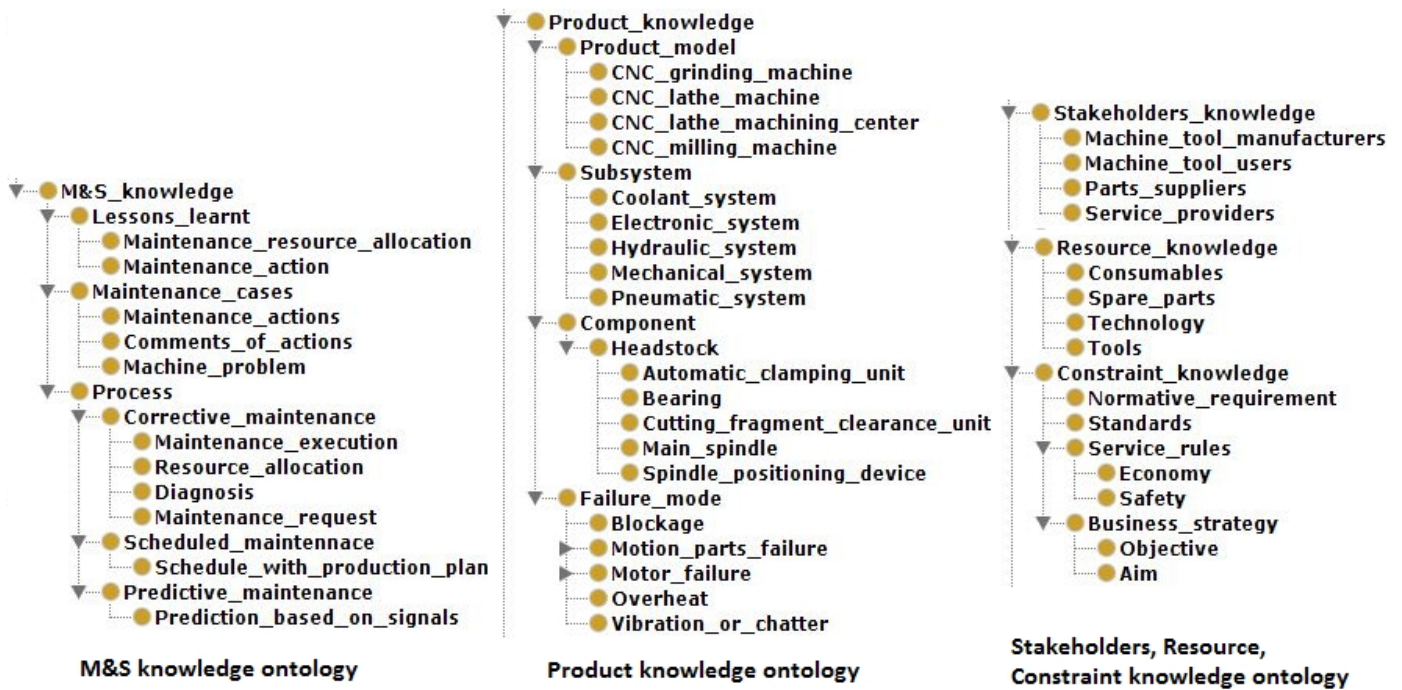 M&S_knowledge
Lessons_learnt
Maintenance_resource_allocation
Maintenance_action
Maintenance_cases
Maintenance_actions
Comments_of_actions
Machine_problem
Process
Corrective_maintenance
Maintenance_execution
Resource_allocation
Diagnosis
Maintenance_request
Scheduled_maintennace
Schedule_with_production_plan
Predictive_maintenance
Prediction_based_on_signals
M&S knowledge ontology
Product_knowledge
Product_model
CNC_grinding_machine
CNC_lathe_machine
CNC_lathe_machining_center
CNC_milling_machine
Subsystem
Coolant_system
Electronic_system
Hydraulic_system
Mechanical_system
Pneumatic_system
Component
Headstock
Automatic_clamping_unit
Bearing
Cutting_fragment_clearance_unit
Main_spindle
Spindle_positioning_device
Failure_mode
Blockage
Motion_parts_failure
Motor_failure
Overheat
Vibration_or_chatter
Product knowledge ontology
Stakeholders_knowledge
Machine_tool_manufacturers
Machine_tool_users
Parts_suppliers
Service_providers
Resource_knowledge
Consumables
Spare_parts
Technology
Tools
Constraint_knowledge
Normative_requirement
Standards
Service_rules
Economy
Safety
Business_strategy
Objective
Aim
Stakeholders, Resource,
Constraint knowledge ontology